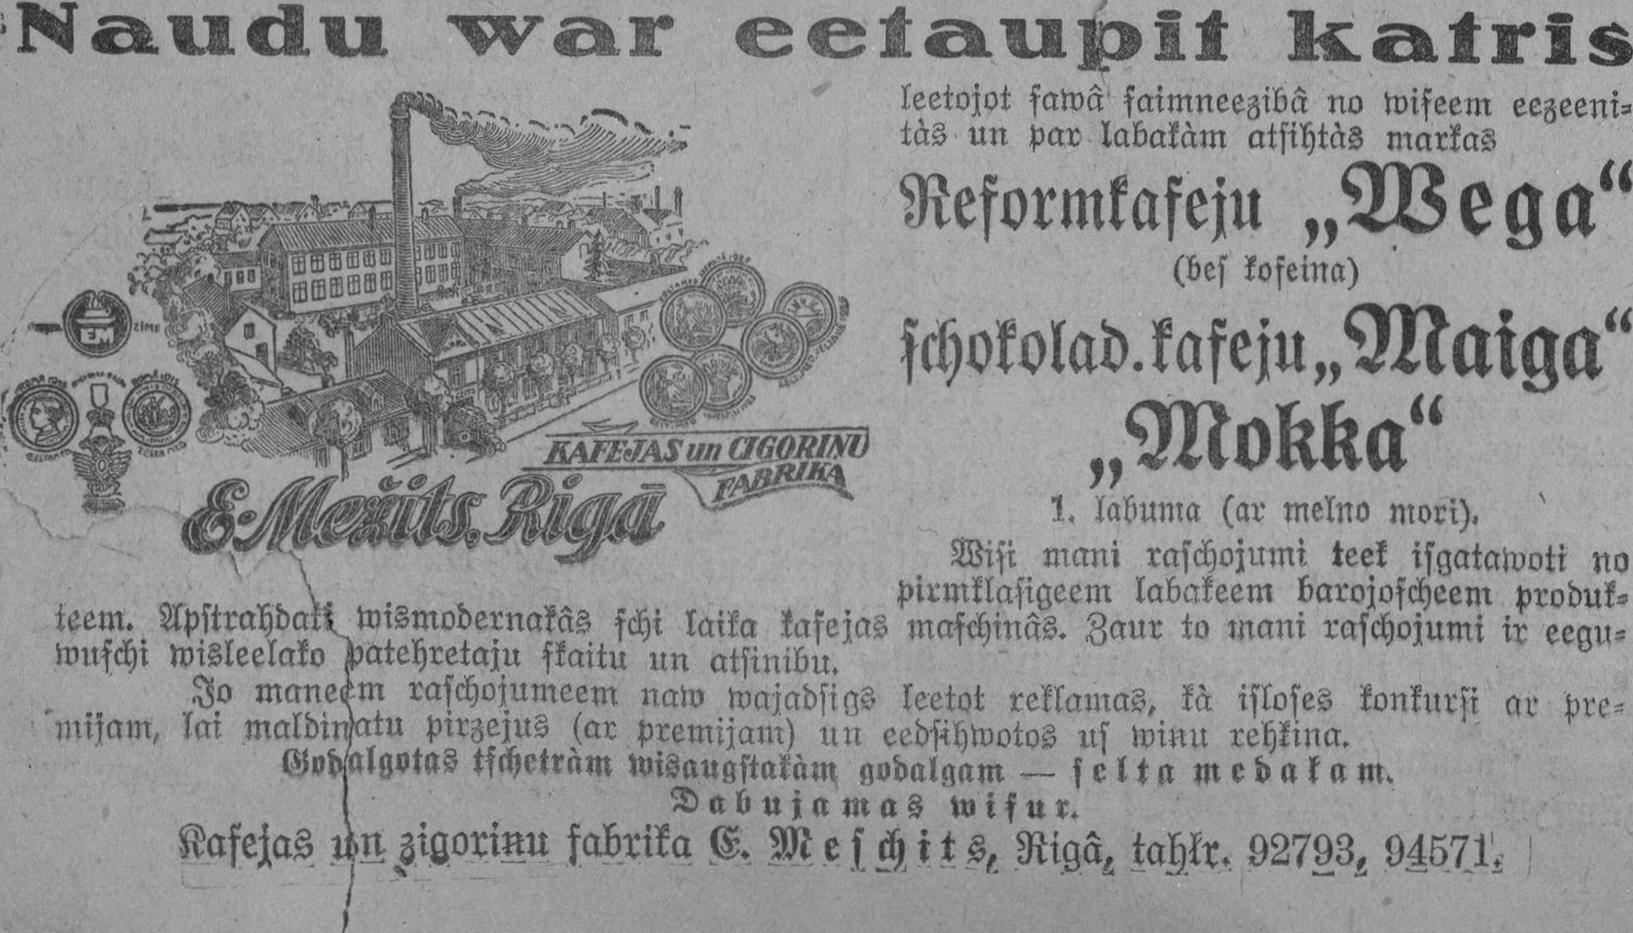 Naudu war eetaupit katris
leetojot sawâ saimneezibâ no wiseem eezeeni=
tàs un par labakàm atsihtàs markas
Reformkafeju „Wega“
(bes kofeina)
schokolad. kafeju „Maiga“
„Mokka“
1. labuma (ar melno mori).
EM
ZIME
KAFEJAS un CIGORIŅU
FABRIKA
E. Mežits. Rigā
Wisi mani raschojumi teek isgatawoti no
pirmklasigeem labakeem barojoscheem produk=
teem. Apstrahdati wismodernakâs schi laika kafejas maschinâs. Zaur to mani raschojumi ir eegu=
wuschi wisleelako patehretaju skaitu un atsinibu.
Jo maneem raschojumeem naw wajadsigs leetot reklamas, kà isloses konkursi ar pre=
mijam, lai maldinatu pirzejus (ar premijam) un eedsihwotos us winu rehkina.
Godalgotas tschetràm wisaugstakàm godalgam — selta medalam.
Dabujamas wisur.
Kafejas un zigorinu fabrika E. Meschits, Rigâ, tahlr. 92793, 94571.